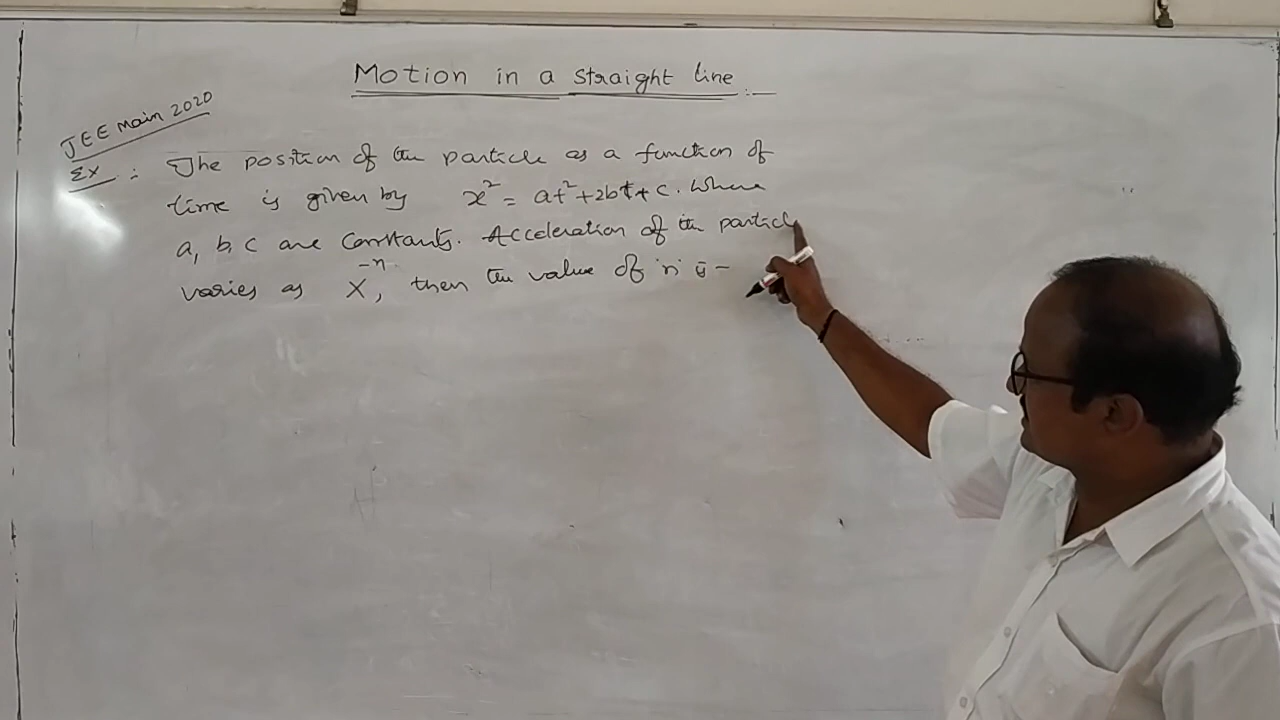 Motion in a straight line :—
JEE Main 2020
Ex : The position of the particle as a function of
time is given by x² = at² + 2bt + c. Where
a, b, c are constants. Acceleration of the particle
varies as x⁻ⁿ, then the value of 'n' is —